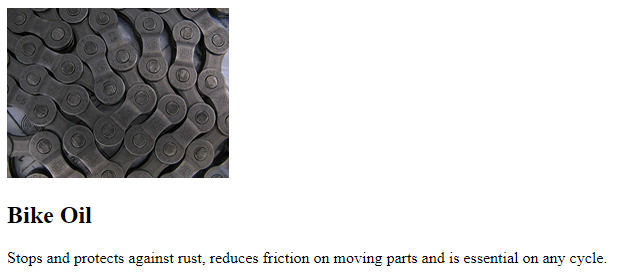 Bike Oil
Stops and protects against rust, reduces friction on moving parts and is essential on any cycle.